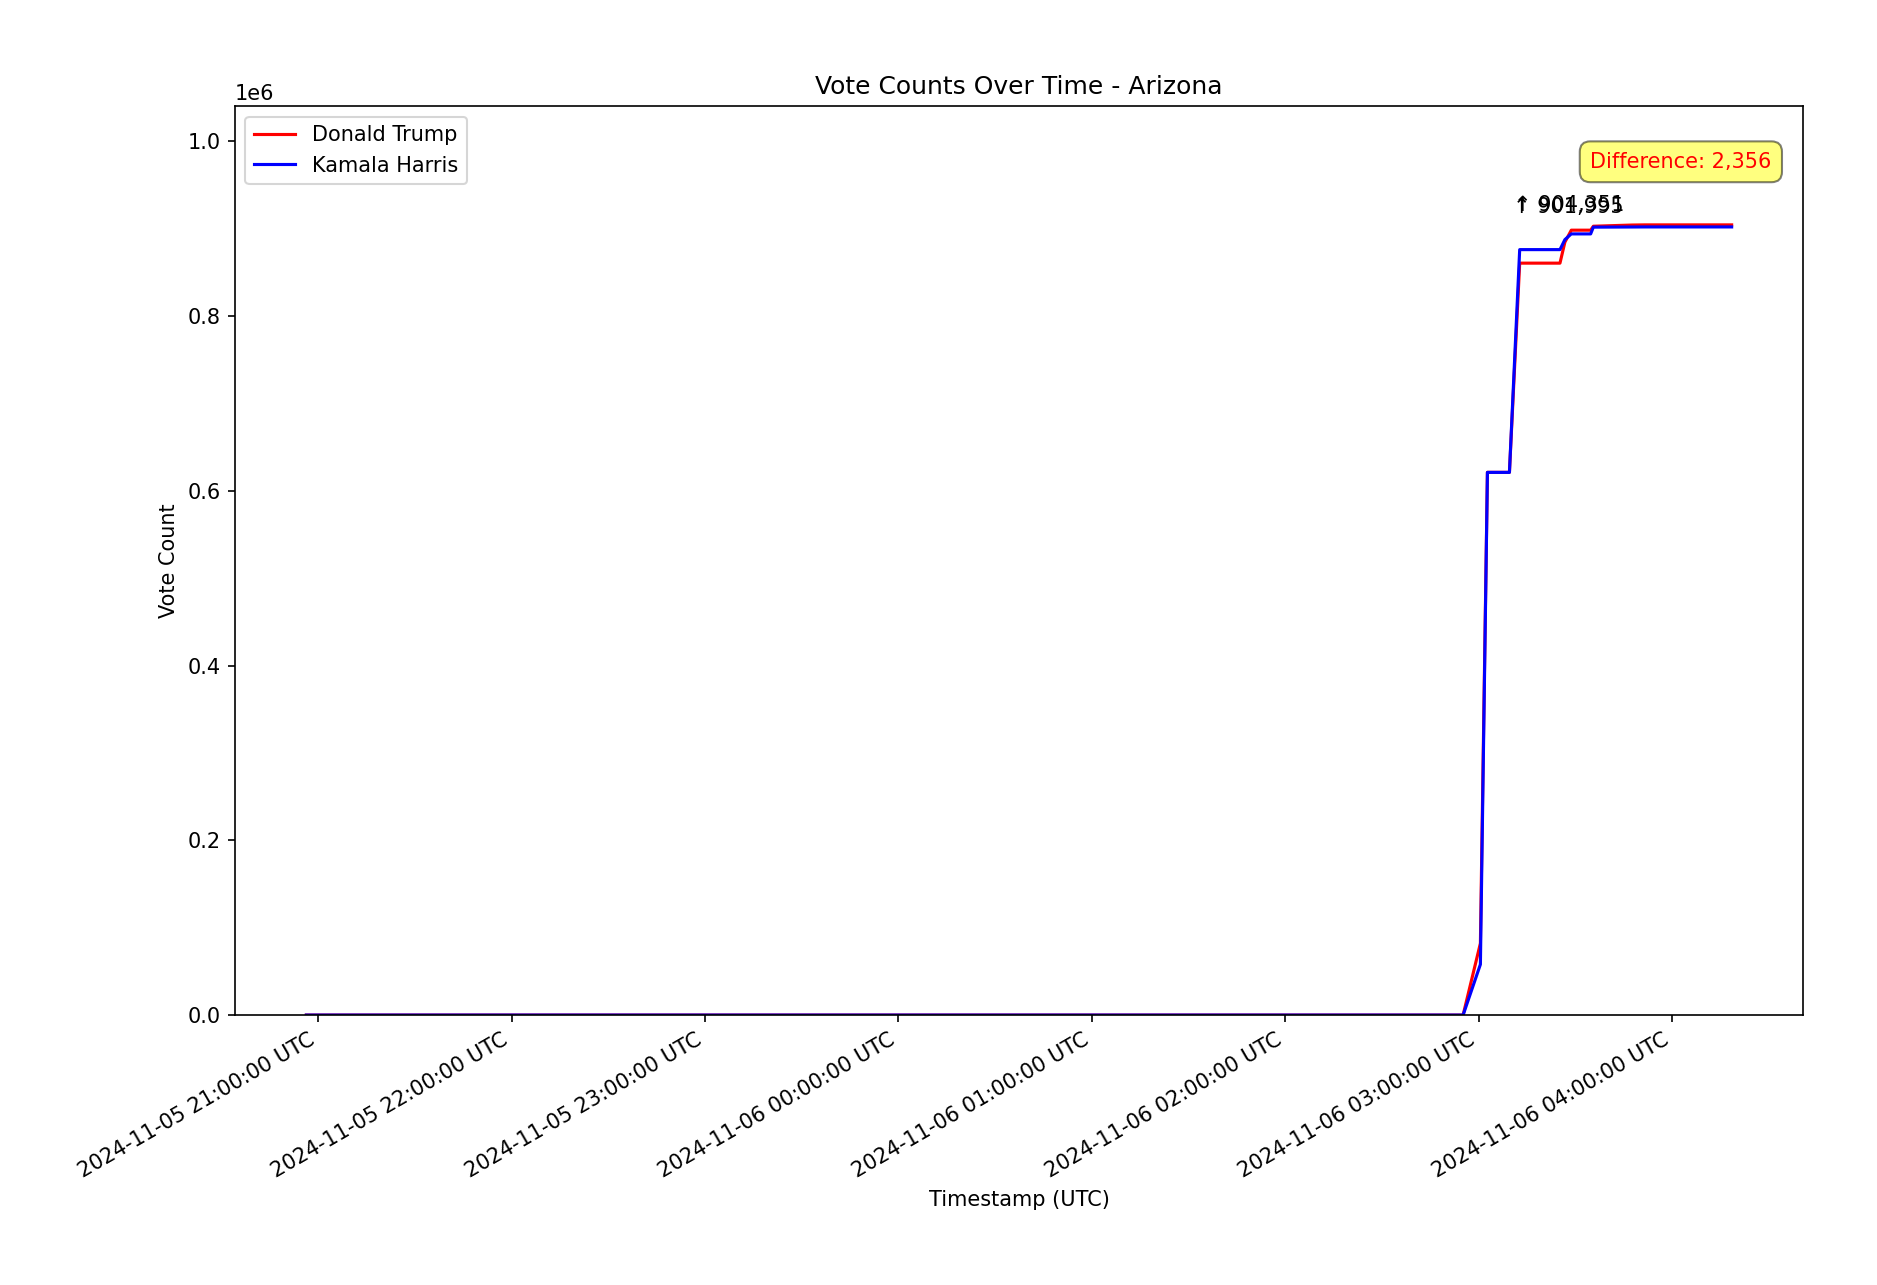 Vote Counts Over Time - Arizona
1e6
Donald Trump
Kamala Harris
Difference: 2,356
↑ 904,351
↑ 901,995
1.0
0.8
0.6
0.4
0.2
0.0
Vote Count
2024-11-05 21:00:00 UTC
2024-11-05 22:00:00 UTC
2024-11-05 23:00:00 UTC
2024-11-06 00:00:00 UTC
2024-11-06 01:00:00 UTC
2024-11-06 02:00:00 UTC
2024-11-06 03:00:00 UTC
2024-11-06 04:00:00 UTC
Timestamp (UTC)